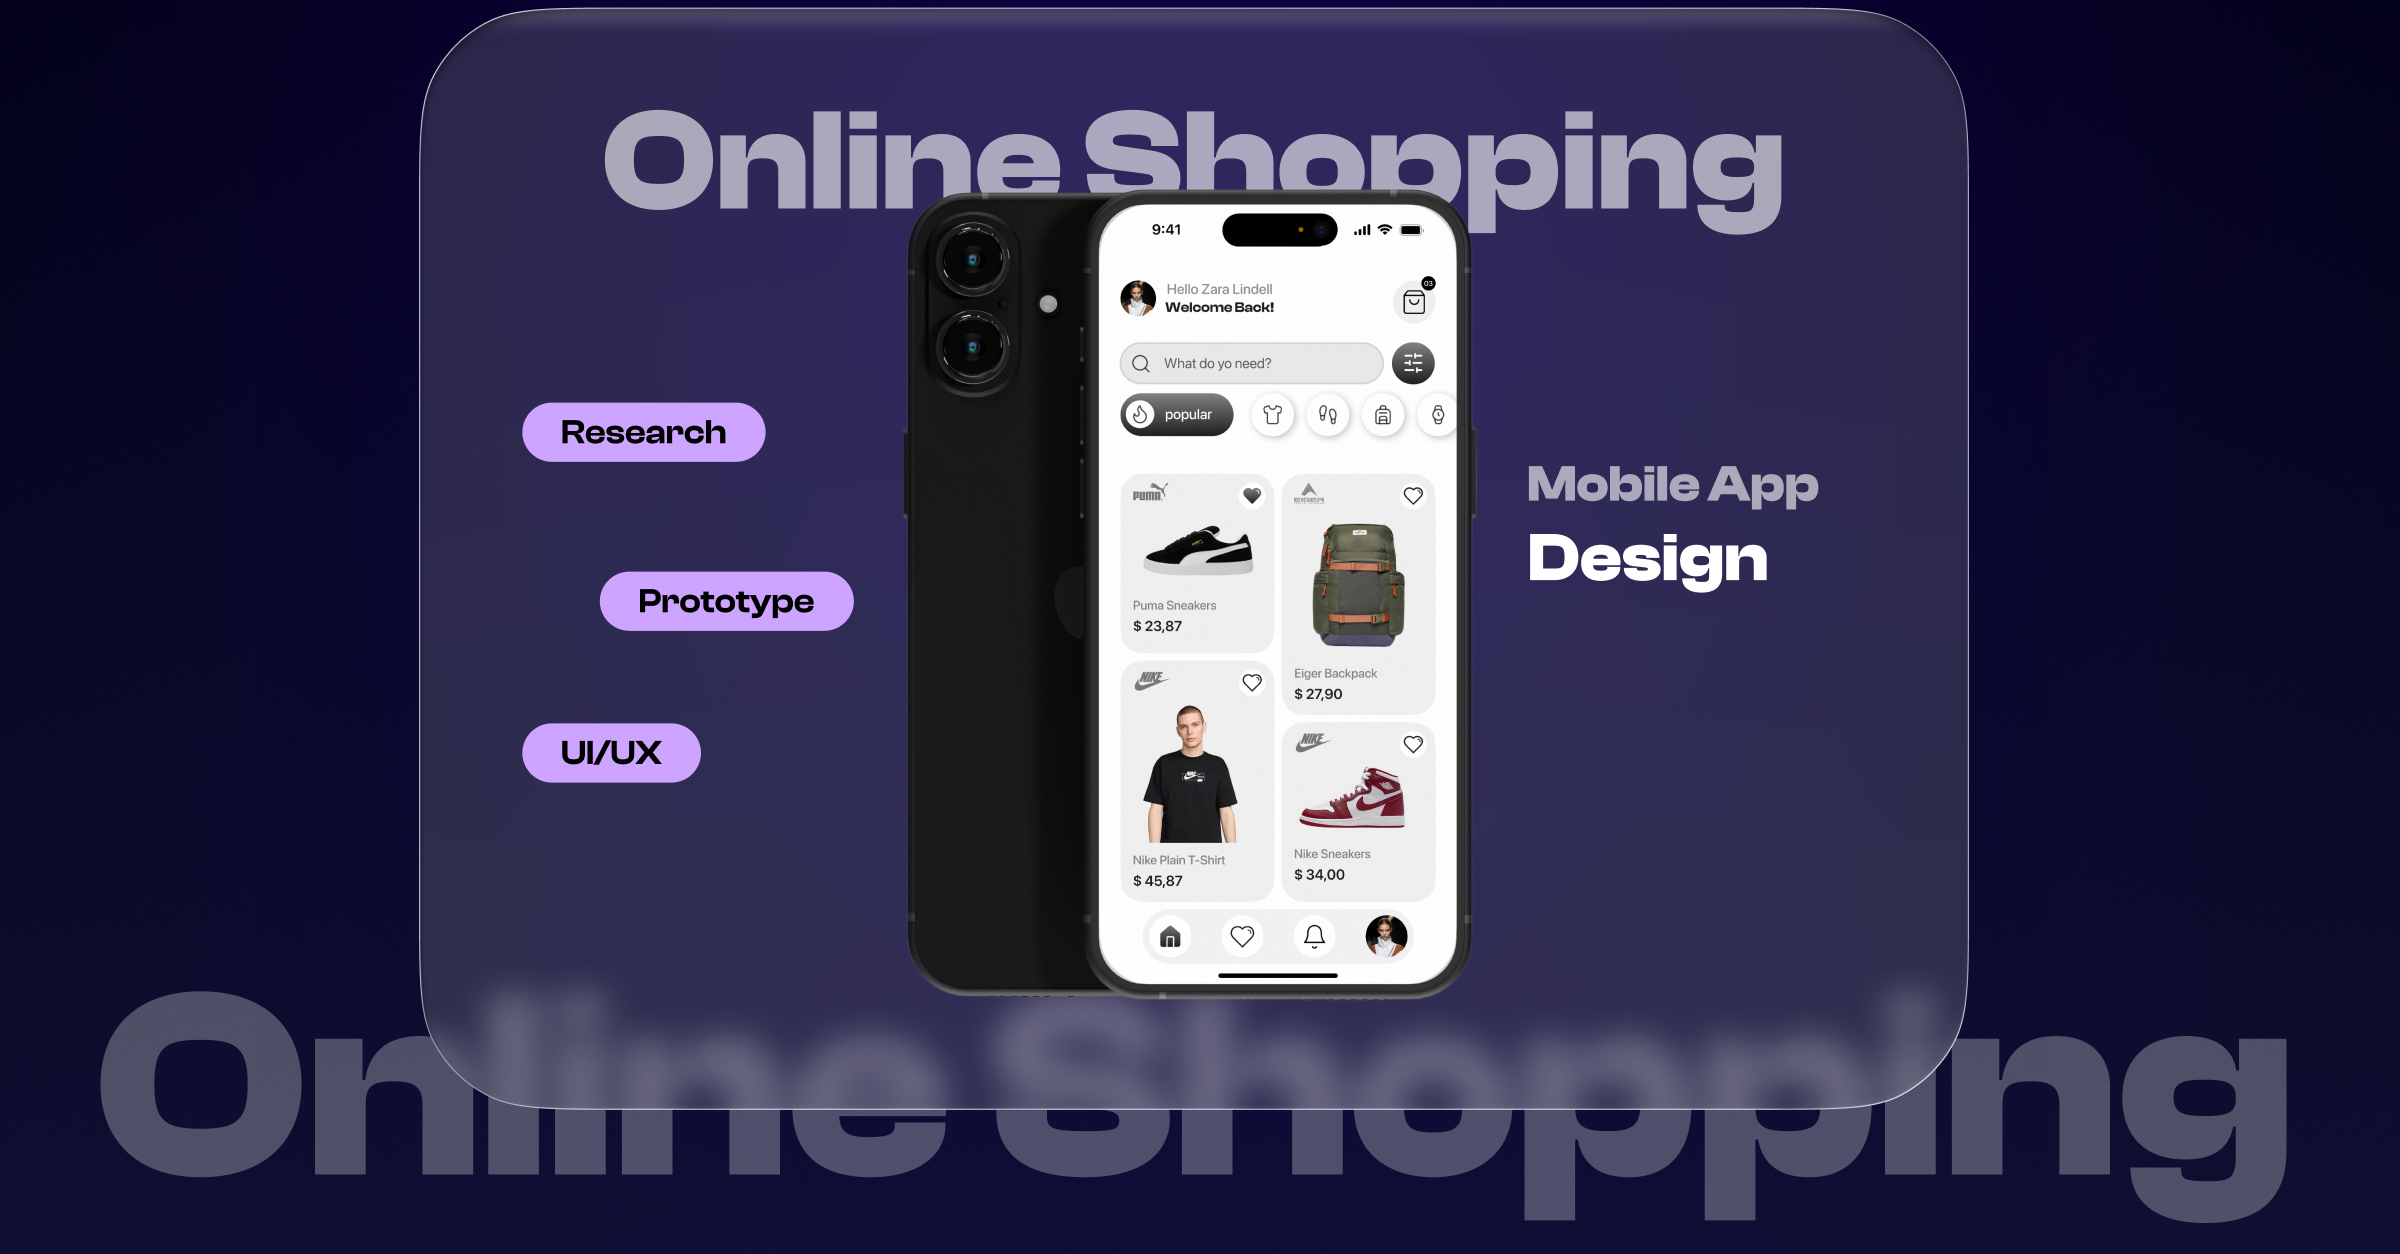 Online Shopping
9:41
Hello Zara Lindell
Welcome Back!
03
What do yo need?
popular
PUMA
Puma Sneakers
$ 23,87
EIGER
Eiger Backpack
$ 27,90
NIKE
Nike Plain T-Shirt
$ 45,87
NIKE
Nike Sneakers
$ 34,00
Research
Prototype
UI/UX
Mobile App
Design
Online Shopping